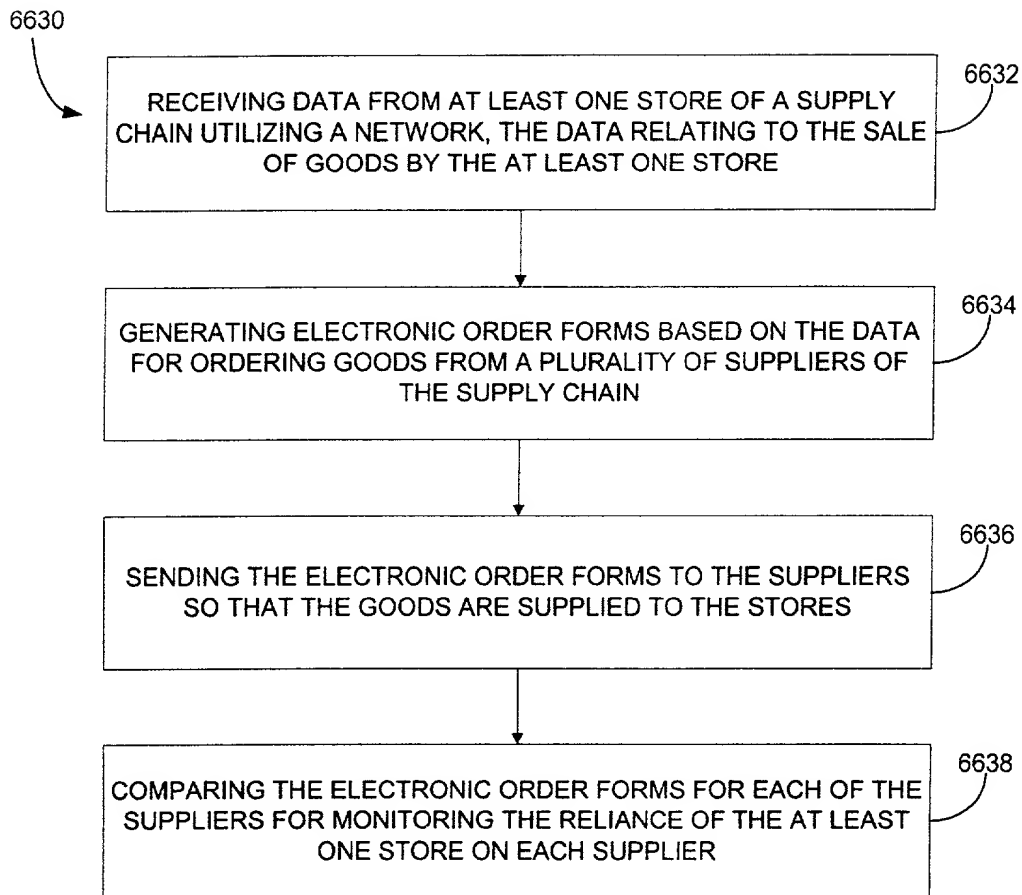 6630
RECEIVING DATA FROM AT LEAST ONE STORE OF A SUPPLY
CHAIN UTILIZING A NETWORK, THE DATA RELATING TO THE SALE
OF GOODS BY THE AT LEAST ONE STORE
6632
GENERATING ELECTRONIC ORDER FORMS BASED ON THE DATA
FOR ORDERING GOODS FROM A PLURALITY OF SUPPLIERS OF
THE SUPPLY CHAIN
6634
SENDING THE ELECTRONIC ORDER FORMS TO THE SUPPLIERS
SO THAT THE GOODS ARE SUPPLIED TO THE STORES
6636
COMPARING THE ELECTRONIC ORDER FORMS FOR EACH OF THE
SUPPLIERS FOR MONITORING THE RELIANCE OF THE AT LEAST
ONE STORE ON EACH SUPPLIER
6638